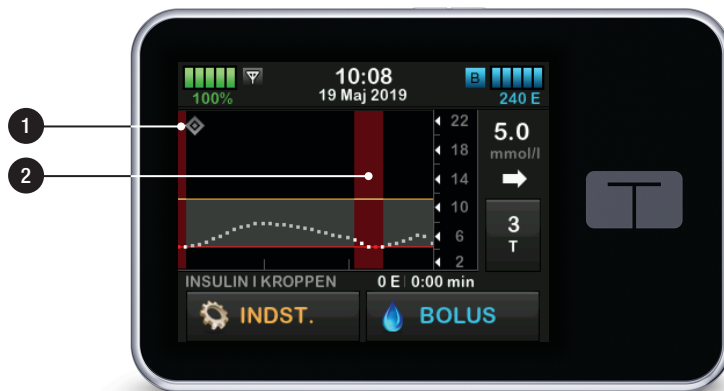 10:08
19 Maj 2019
100%
B
240 E
1
2
22
18
14
10
6
2
5.0
mmol/l
3
T
INSULIN I KROPPEN 0 E | 0:00 min
INDST.
BOLUS